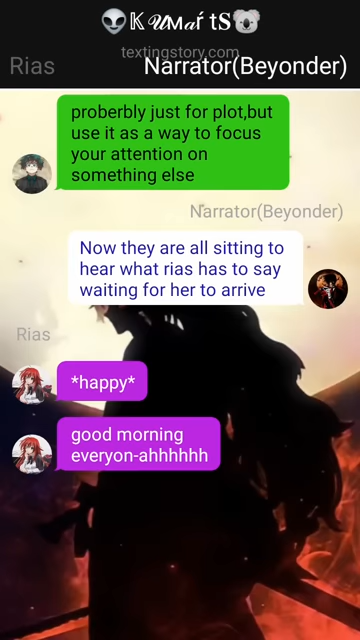 👽𝕂 𝓤ᴍₐŕ tS🐨
textingstory.com
Rias Narrator(Beyonder)
proberbly just for plot,but
use it as a way to focus
your attention on
something else
Narrator(Beyonder)
Now they are all sitting to
hear what rias has to say
waiting for her to arrive
Rias
*happy*
good morning
everyon-ahhhhhh